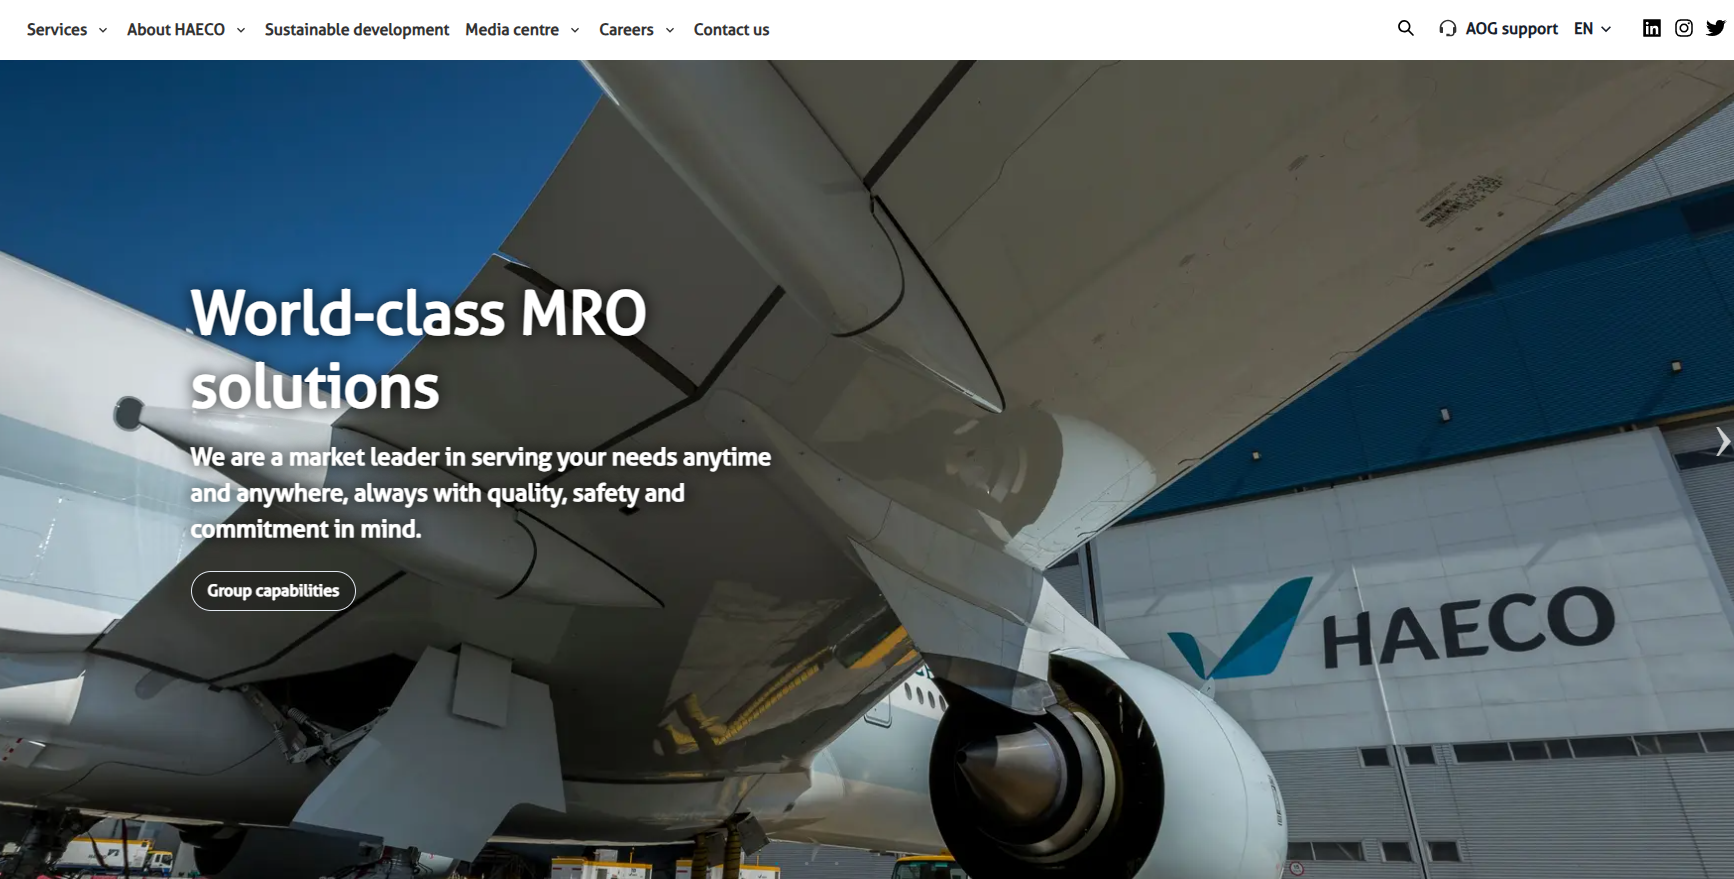 Services
About HAECO
Sustainable development
Media centre
Careers
Contact us
AOG support
EN
World-class MRO
solutions
We are a market leader in serving your needs anytime
and anywhere, always with quality, safety and
commitment in mind.
Group capabilities
HAECO